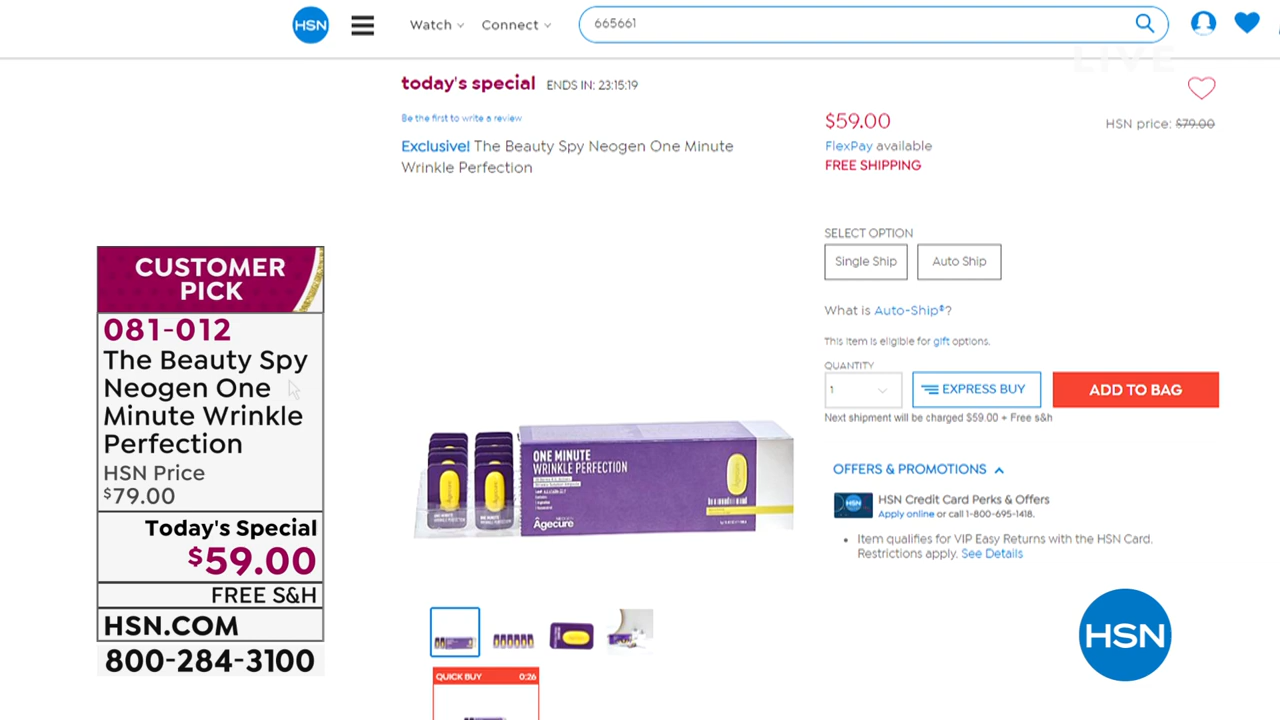 HSN
Watch
Connect
665661
LIVE
today's special ENDS IN: 23:15:19
Be the first to write a review
Exclusive! The Beauty Spy Neogen One Minute
Wrinkle Perfection
$59.00
HSN price: $79.00
FlexPay available
FREE SHIPPING
SELECT OPTION
Single Ship
Auto Ship
What is Auto-Ship®?
This item is eligible for gift options.
QUANTITY
1
EXPRESS BUY
ADD TO BAG
Next shipment will be charged $59.00 + Free s&h
OFFERS & PROMOTIONS
HSN
HSN Credit Card Perks & Offers
Apply online or call 1-800-695-1418.
• Item qualifies for VIP Easy Returns with the HSN Card.
Restrictions apply. See Details
CUSTOMER
PICK
081-012
The Beauty Spy
Neogen One
Minute Wrinkle
Perfection
HSN Price
$79.00
Today's Special
$59.00
FREE S&H
HSN.COM
800-284-3100
ONE MINUTE
WRINKLE PERFECTION
Agecure
Agecure
Agecure
QUICK BUY 0:26
HSN